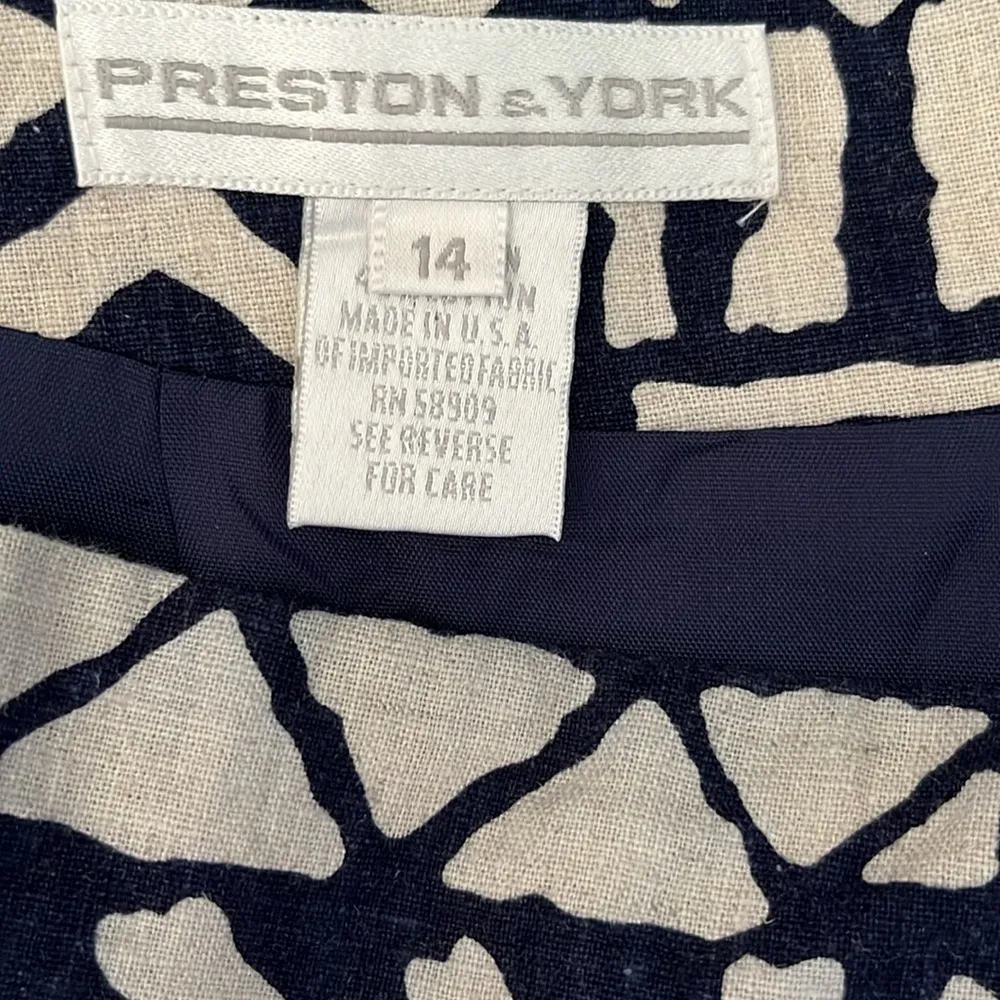 PRESTON & YORK
14
MADE IN U.S.A.
OF IMPORTED FABRIC
RN 58909
SEE REVERSE
FOR CARE